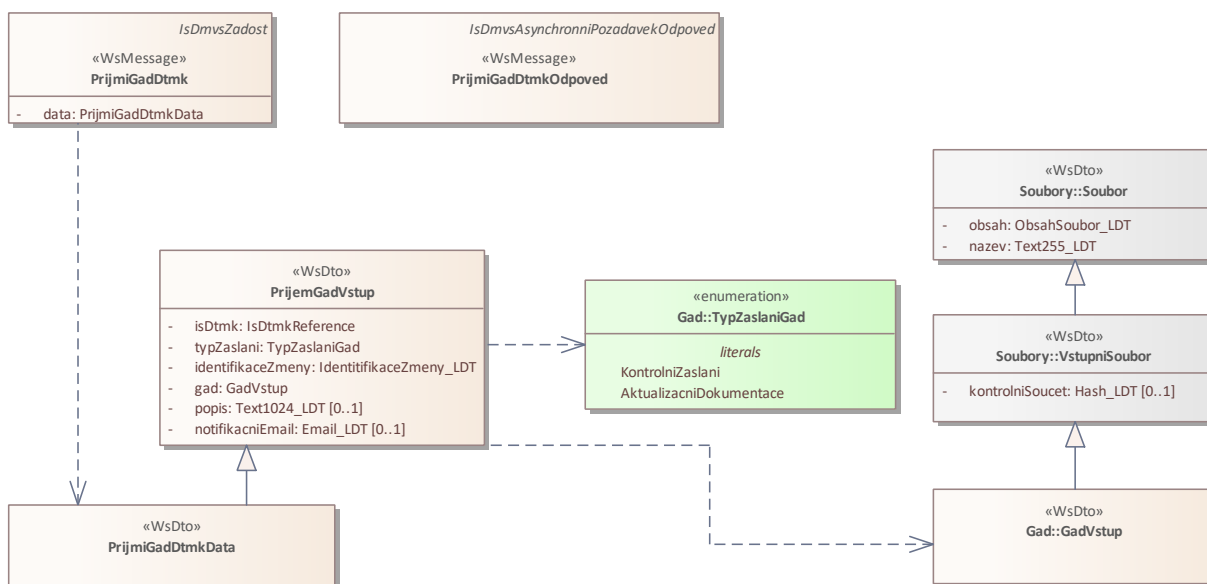 IsDmvsZadost
«WsMessage»
PrijmiGadDtmk
- data: PrijmiGadDtmkData
IsDmvsAsynchronniPozadavekOdpoved
«WsMessage»
PrijmiGadDtmkOdpoved
«WsDto»
Soubory::Soubor
- obsah: ObsahSoubor_LDT
- nazev: Text255_LDT
«WsDto»
PrijemGadVstup
- isDtmk: IsDtmkReference
- typZaslani: TypZaslaniGad
- identifikaceZmeny: IdentitifikaceZmeny_LDT
- gad: GadVstup
- popis: Text1024_LDT [0..1]
- notifikacniEmail: Email_LDT [0..1]
«enumeration»
Gad::TypZaslaniGad
literals
KontrolniZaslani
AktualizacniDokumentace
«WsDto»
Soubory::VstupniSoubor
- kontrolniSoucet: Hash_LDT [0..1]
«WsDto»
PrijmiGadDtmkData
«WsDto»
Gad::GadVstup